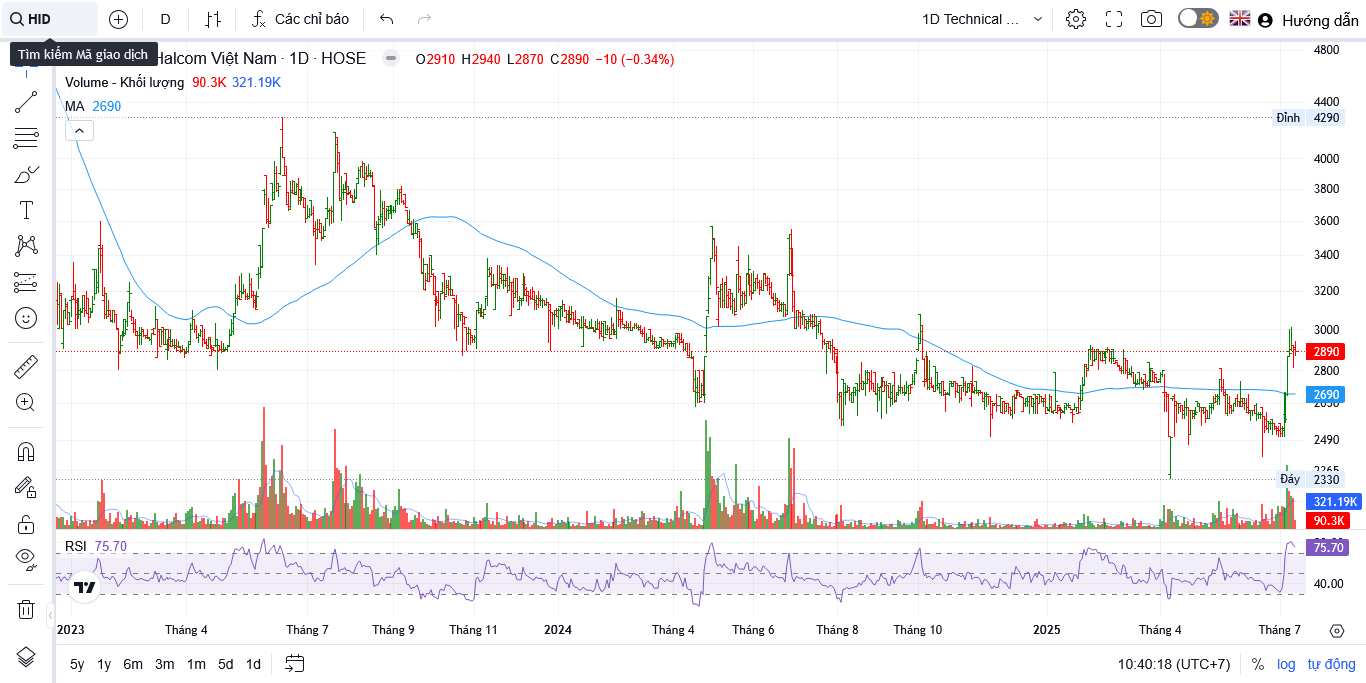 HID
D
Các chỉ báo
1D Technical ...
Hướng dẫn
Tìm kiếm Mã giao dịch
Halcom Việt Nam · 1D · HOSE
O2910 H2940 L2870 C2890 −10 (−0.34%)
Volume - Khối lượng 90.3K 321.19K
MA 2690
4800
4400
Đỉnh 4290
4000
3800
3600
3400
3200
3000
2890
2800
2690
2490
Đáy 2330
321.19K
90.3K
RSI 75.70
75.70
40.00
2023 Tháng 4 Tháng 7 Tháng 9 Tháng 11 2024 Tháng 4 Tháng 6 Tháng 8 Tháng 10 2025 Tháng 4 Tháng 7
5y 1y 6m 3m 1m 5d 1d
10:40:18 (UTC+7) % log tự động